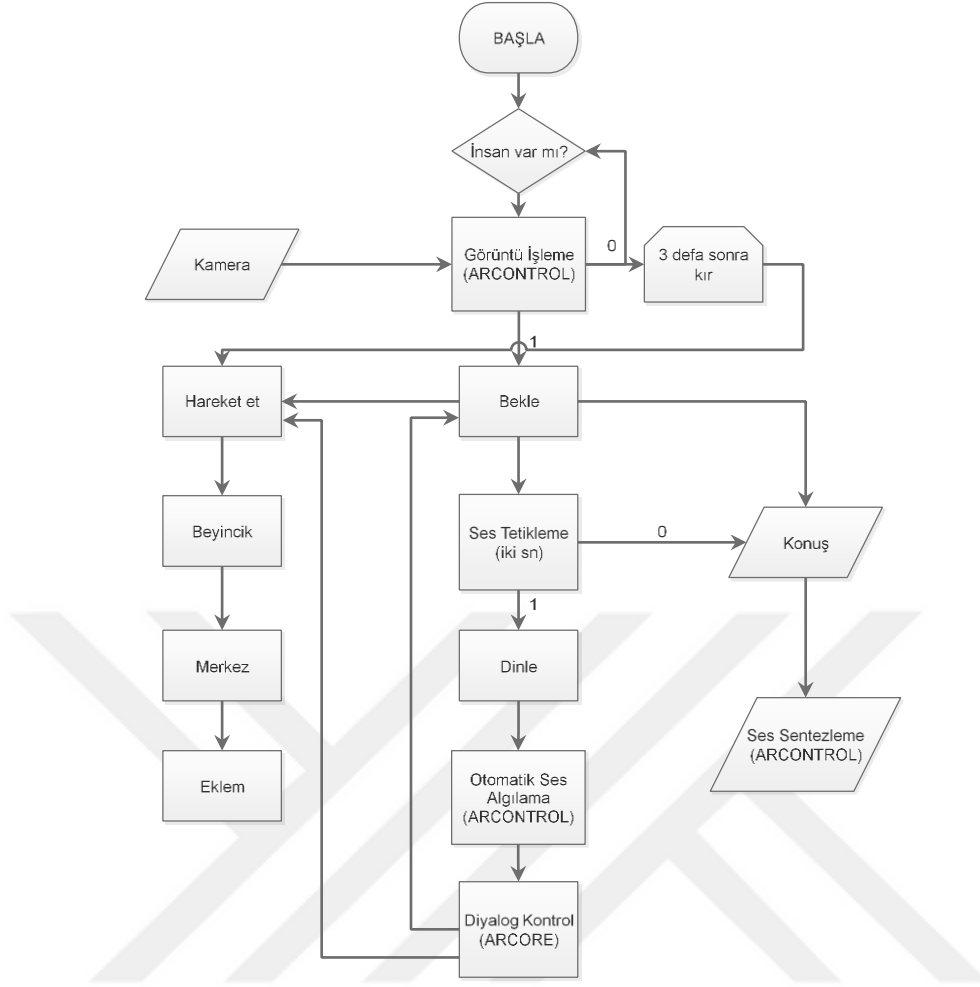 BAŞLA
İnsan var mı?
Kamera
Görüntü İşleme
(ARCONTROL)
0
3 defa sonra
kır
1
Hareket et
Bekle
Beyincik
Ses Tetikleme
(iki sn)
0
Konuş
1
Merkez
Dinle
Ses Sentezleme
(ARCONTROL)
Eklem
Otomatik Ses
Algılama
(ARCONTROL)
Diyalog Kontrol
(ARCORE)